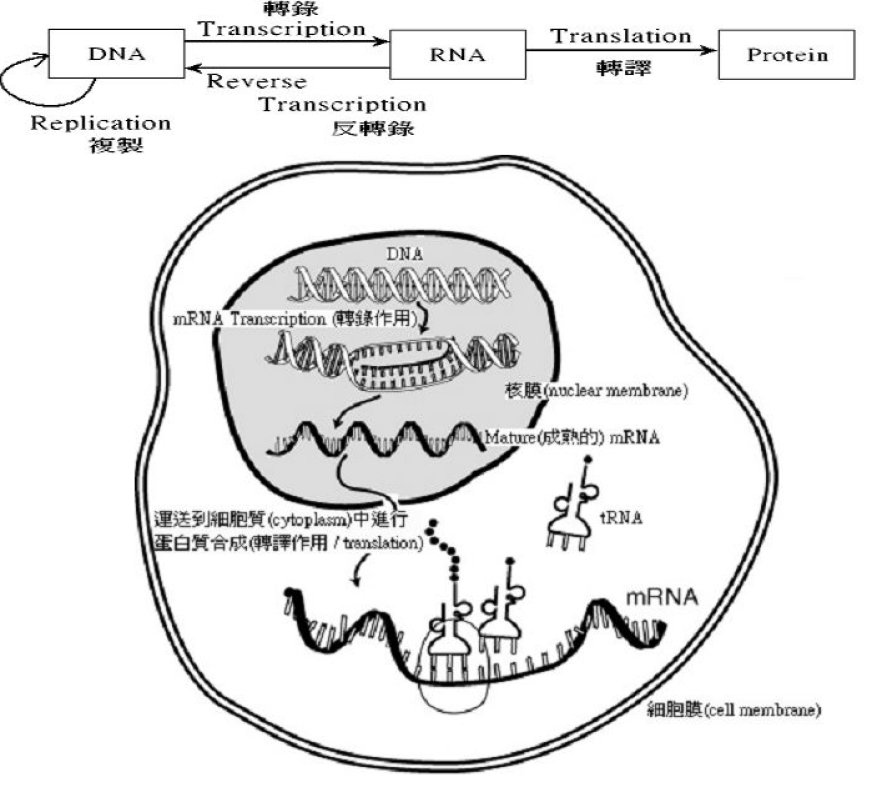 轉錄
Transcription
DNA
RNA
Translation
轉譯
Protein
Reverse
Transcription
反轉錄
Replication
複製
DNA
mRNA Transcription (轉錄作用)
核膜(nuclear membrane)
Mature(成熟的) mRNA
tRNA
運送到細胞質(cytoplasm)中進行
蛋白質合成(轉譯作用 / translation)
mRNA
細胞膜(cell membrane)